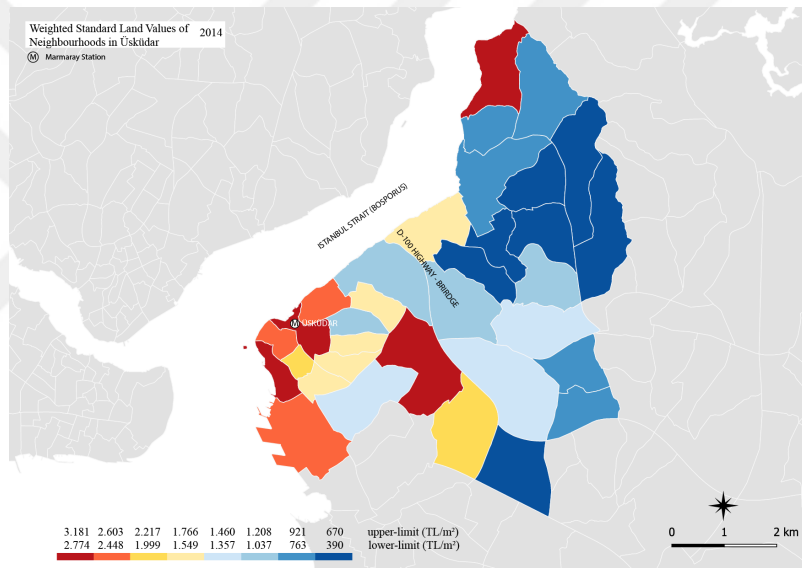 Weighted Standard Land Values of
Neighbourhoods in Üsküdar
2014
M Marmaray Station
ISTANBUL STRAIT (BOSPORUS)
D-100 HIGHWAY - BRIRDGE
M ÜSKÜDAR
3.181 2.603 2.217 1.766 1.460 1.208 921 670 upper-limit (TL/m²)
2.774 2.448 1.999 1.549 1.357 1.037 763 390 lower-limit (TL/m²)
0 1 2 km